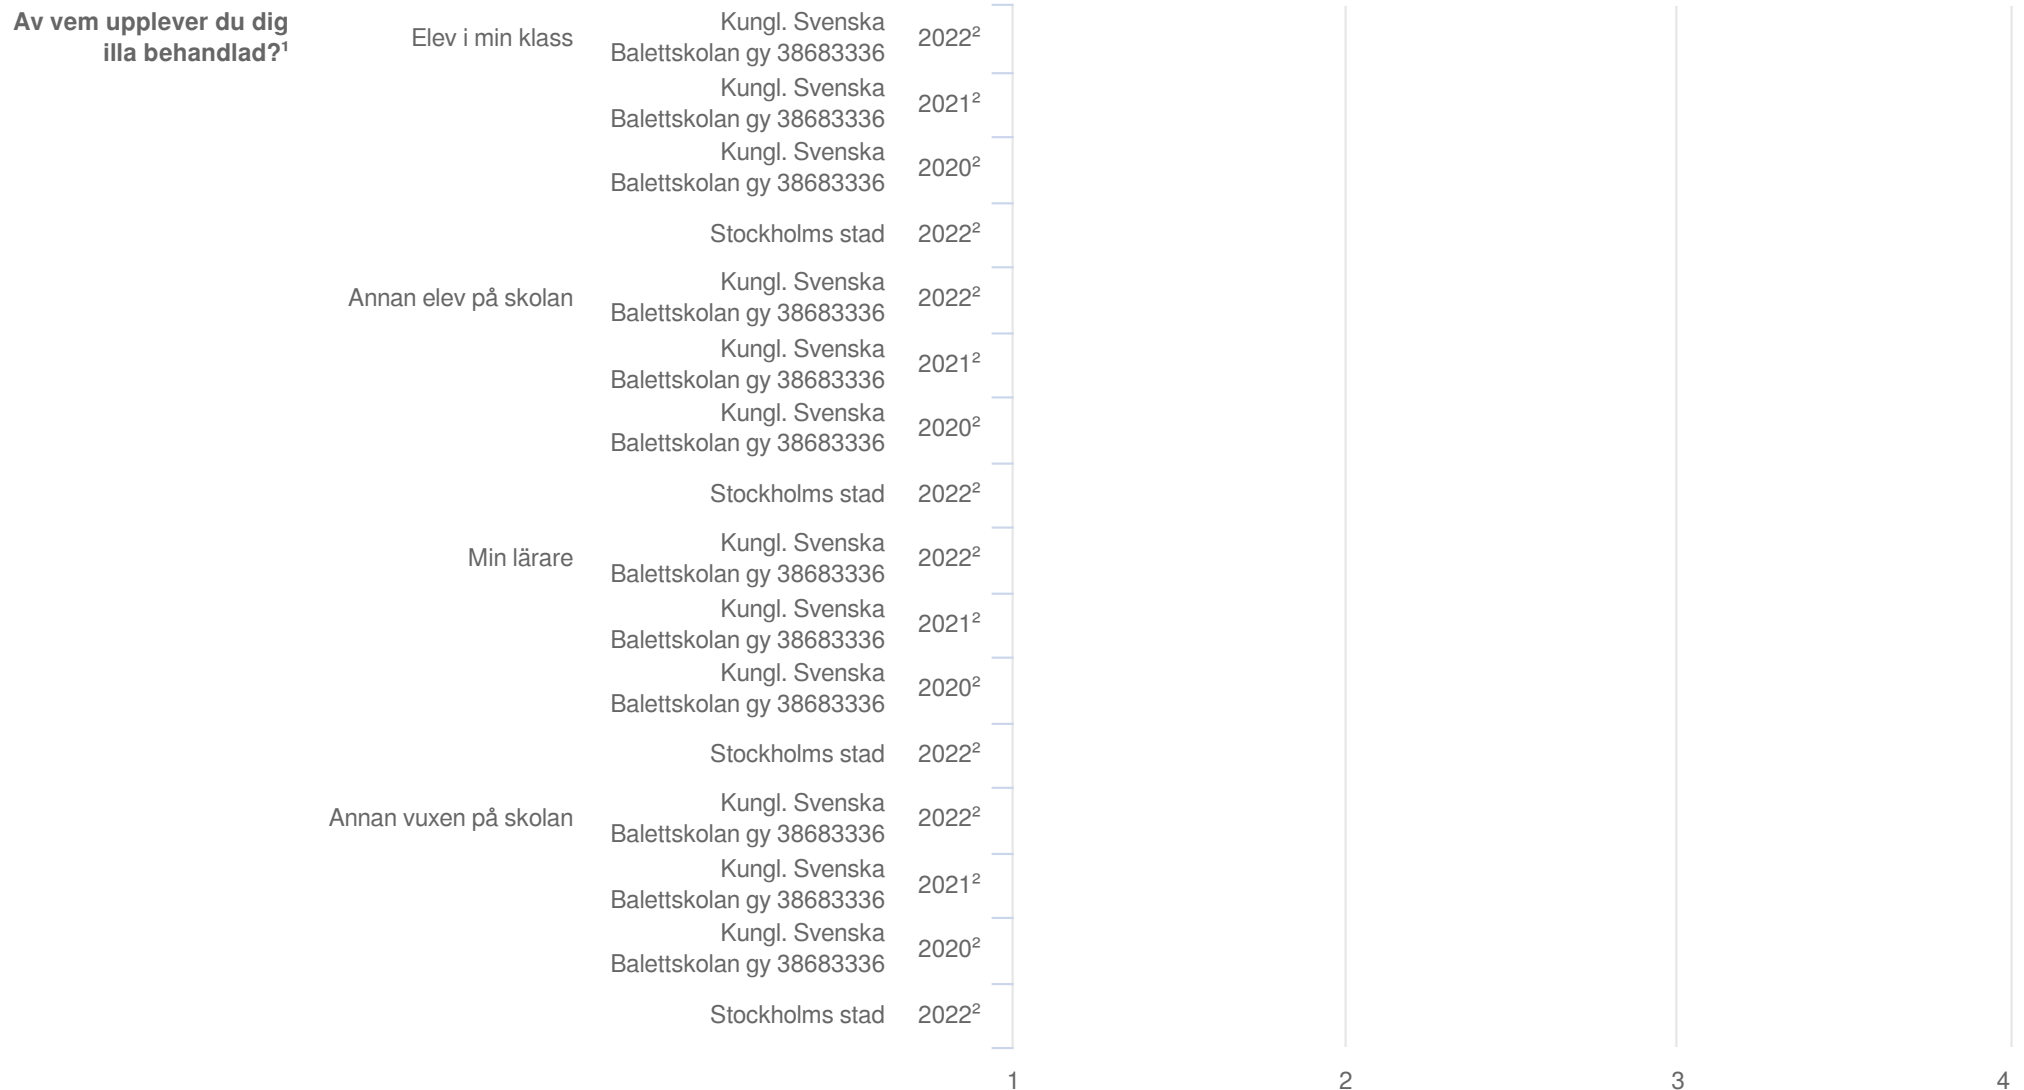 Av vem upplever du dig
illa behandlad?¹
Elev i min klass
Kungl. Svenska
Balettskolan gy 38683336
2022²
Kungl. Svenska
Balettskolan gy 38683336
2021²
Kungl. Svenska
Balettskolan gy 38683336
2020²
Stockholms stad
2022²
Annan elev på skolan
Kungl. Svenska
Balettskolan gy 38683336
2022²
Kungl. Svenska
Balettskolan gy 38683336
2021²
Kungl. Svenska
Balettskolan gy 38683336
2020²
Stockholms stad
2022²
Min lärare
Kungl. Svenska
Balettskolan gy 38683336
2022²
Kungl. Svenska
Balettskolan gy 38683336
2021²
Kungl. Svenska
Balettskolan gy 38683336
2020²
Stockholms stad
2022²
Annan vuxen på skolan
Kungl. Svenska
Balettskolan gy 38683336
2022²
Kungl. Svenska
Balettskolan gy 38683336
2021²
Kungl. Svenska
Balettskolan gy 38683336
2020²
Stockholms stad
2022²
1 2 3 4